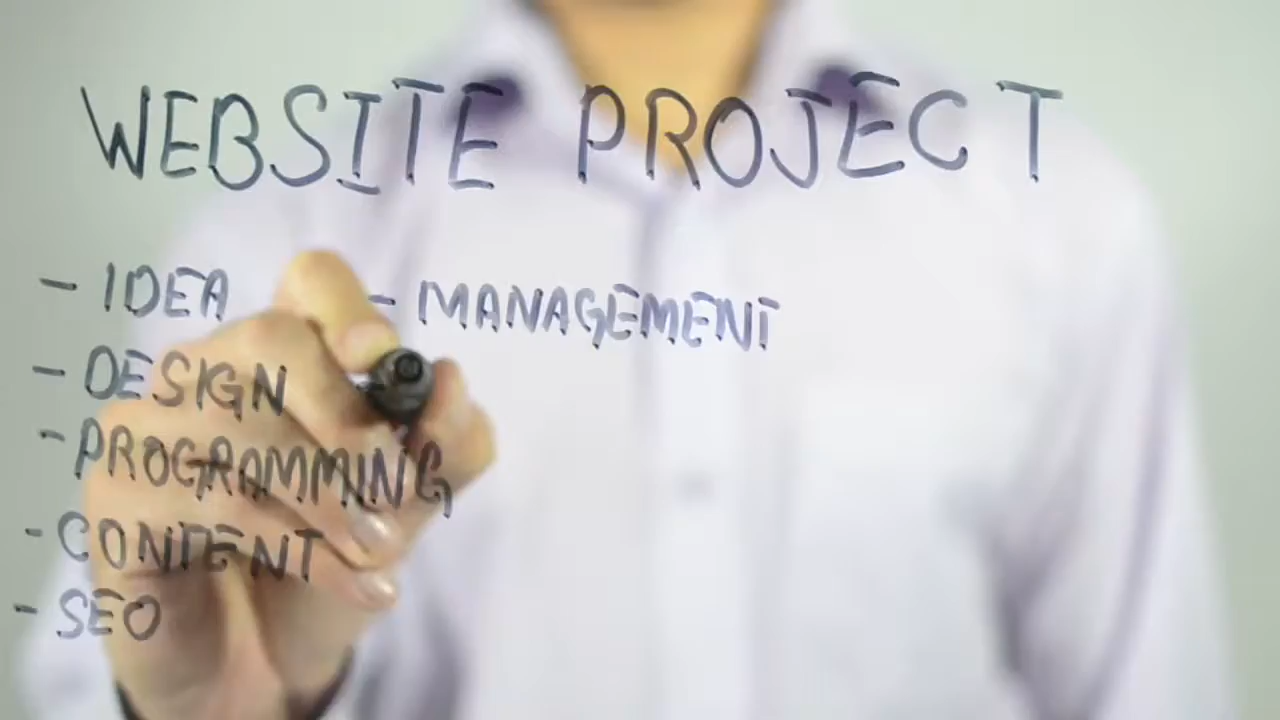 WEBSITE PROJECT
- IDEA
- DESIGN
- PROGRAMMING
- CONTENT
- SEO
- MANAGEMENT